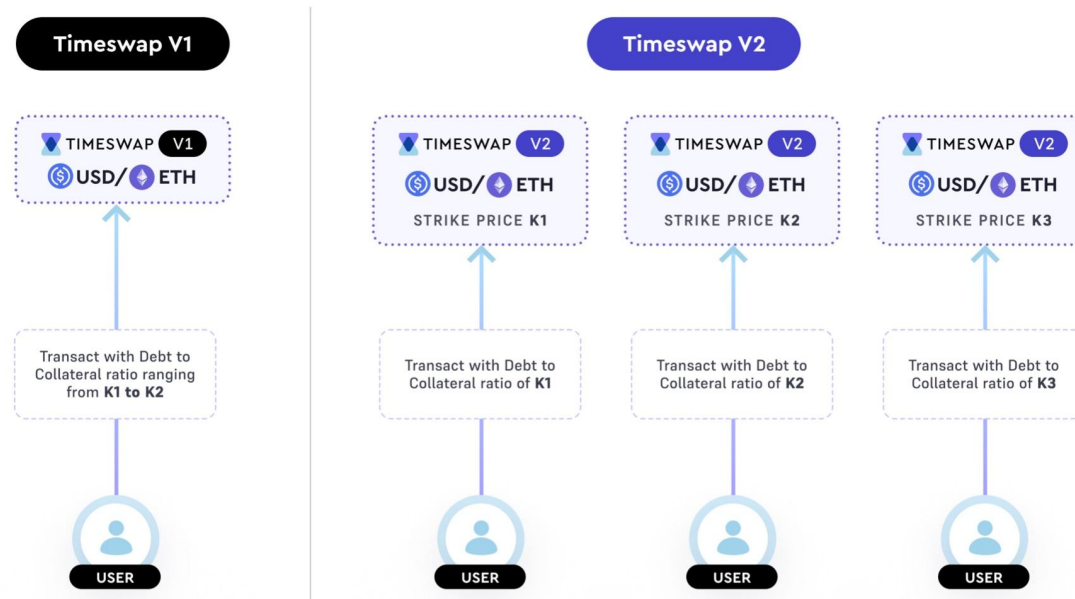 Timeswap V1
Timeswap V2
TIMESWAP V1
$ USD/ ETH
TIMESWAP V2
$ USD/ ETH
STRIKE PRICE K1
TIMESWAP V2
$ USD/ ETH
STRIKE PRICE K2
TIMESWAP V2
$ USD/ ETH
STRIKE PRICE K3
Transact with Debt to
Collateral ratio ranging
from K1 to K2
Transact with Debt to
Collateral ratio of K1
Transact with Debt to
Collateral ratio of K2
Transact with Debt to
Collateral ratio of K3
USER
USER
USER
USER